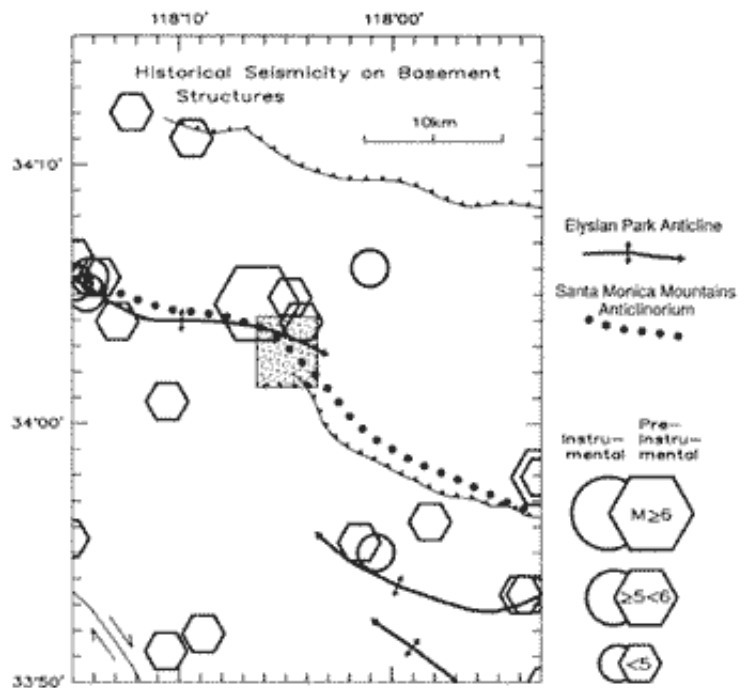 118°10' 118°00'
Historical Seismicity on Basement
Structures
10km
34°10'
34°00'
33°50'
Elysian Park Anticline
Santa Monica Mountains
Anticlinorium
Instru-
mental
Pre-
Instru-
mental
M≥6
≥5<6
<5